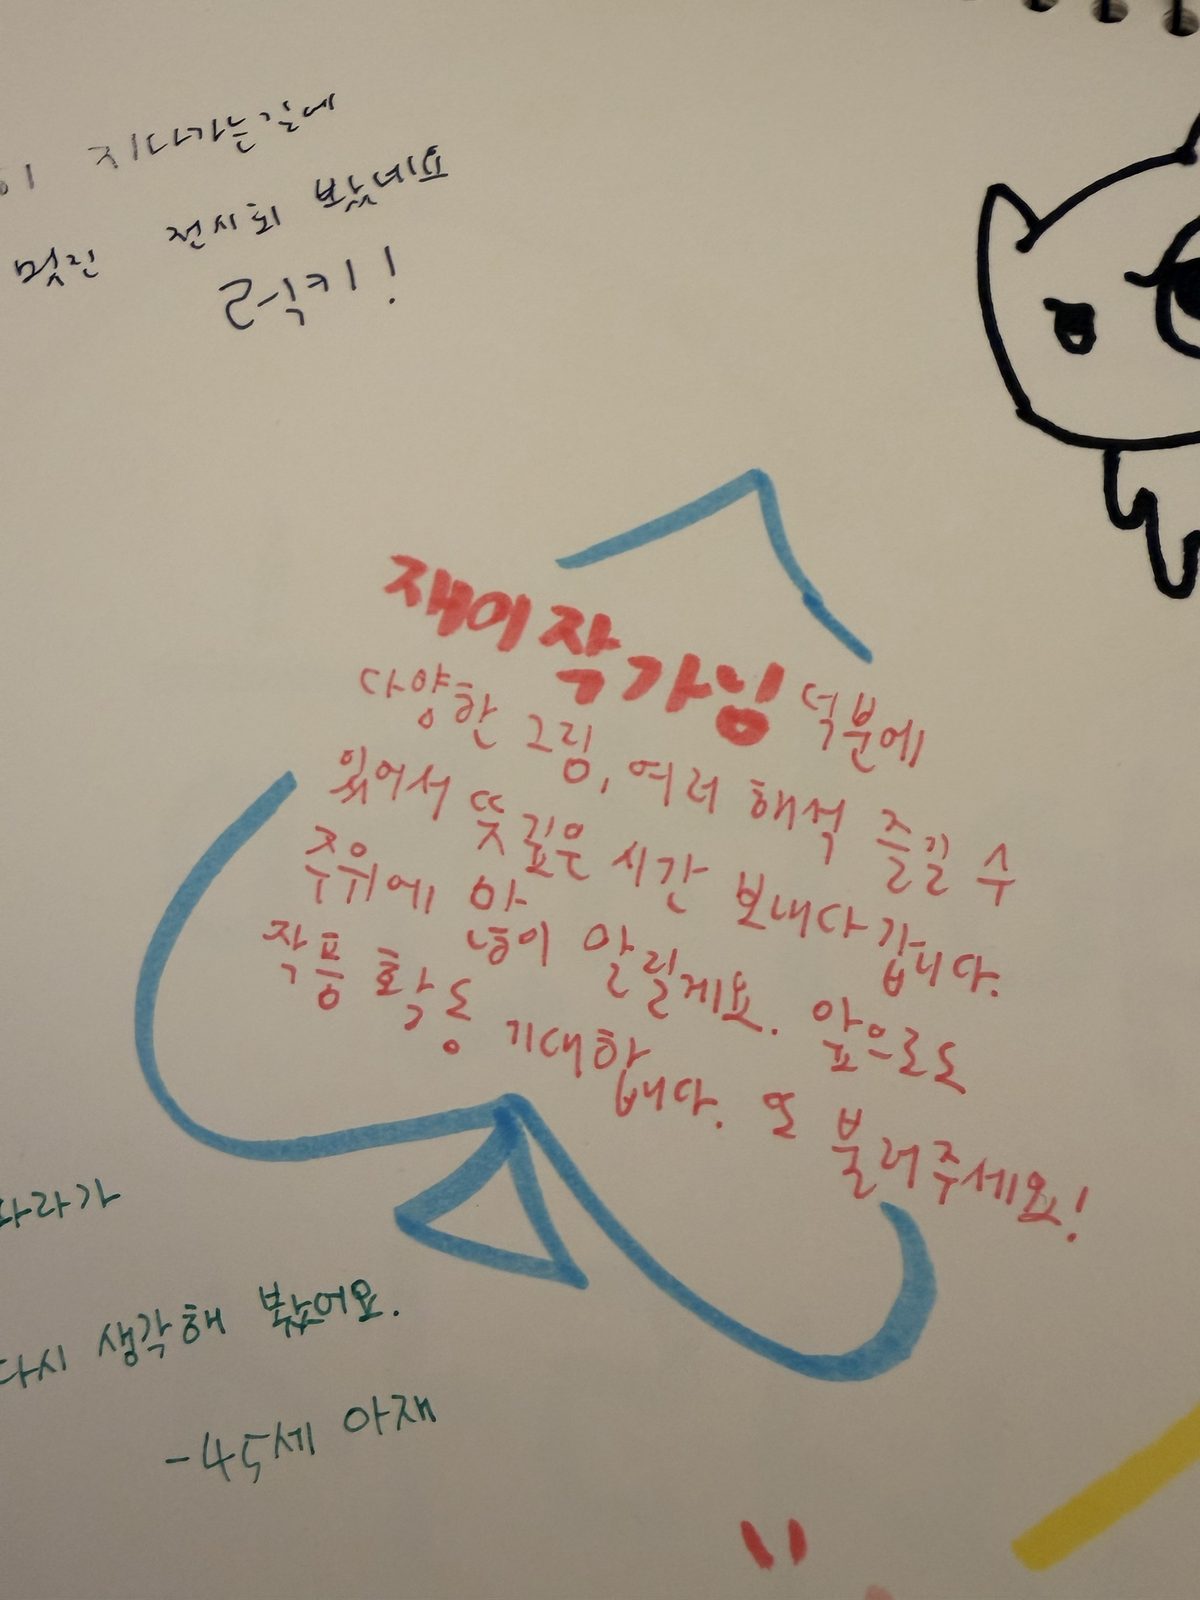 지나가는길에
멋진 전시회 봤네요
럭키!
재이 작가님 덕분에
다양한 그림, 여러 해석 즐길 수
있어서 뜻깊은 시간 보내다 갑니다.
주위에 많이 알릴게요. 앞으로도
작품 활동 기대합니다. 또 불러주세요!
다시 생각해 봤어요.
-45세 아재